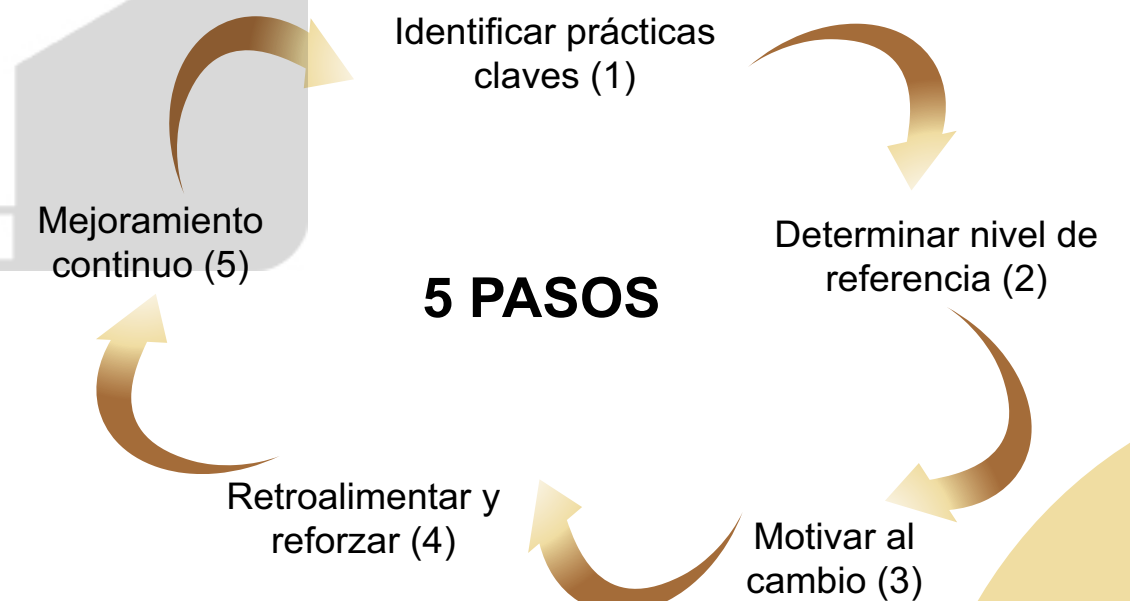 Identificar prácticas
claves (1)
Determinar nivel de
referencia (2)
Motivar al
cambio (3)
Retroalimentar y
reforzar (4)
Mejoramiento
continuo (5)
5 PASOS